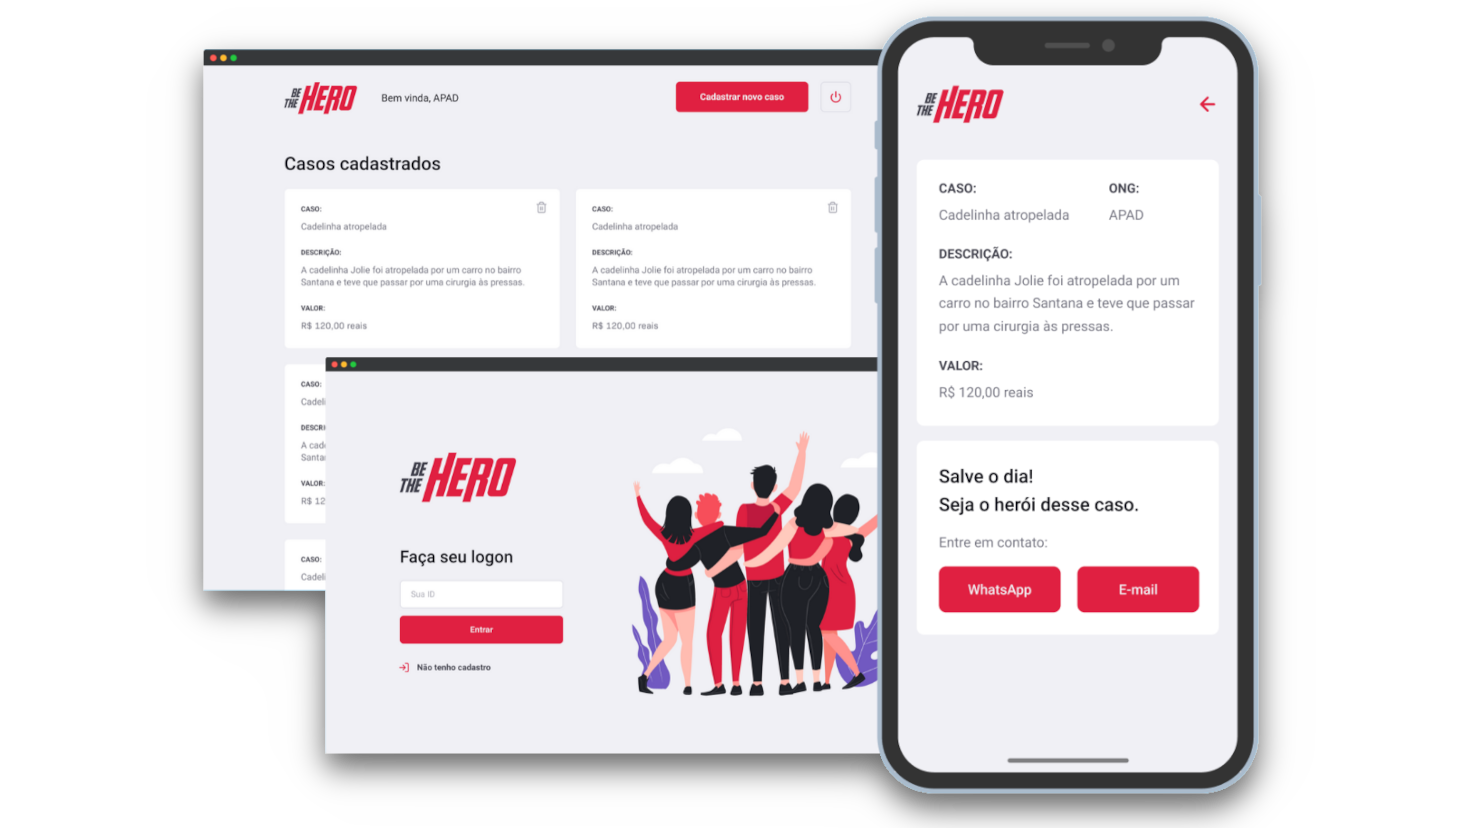 BE THE HERO
Bem vinda, APAD
Cadastrar novo caso
Casos cadastrados
CASO:
Cadelinha atropelada
DESCRIÇÃO:
A cadelinha Jolie foi atropelada por um carro no bairro
Santana e teve que passar por uma cirurgia às pressas.
VALOR:
R$ 120,00 reais
CASO:
Cadelinha atropelada
DESCRIÇÃO:
A cadelinha Jolie foi atropelada por um carro no bairro
Santana e teve que passar por uma cirurgia às pressas.
VALOR:
R$ 120,00 reais
CASO:
Cadeli
DESCRI
A cad
Santa
VALOR:
R$ 12
CASO:
Cadeli
BE THE HERO
Faça seu logon
Sua ID
Entrar
Não tenho cadastro
BE THE HERO
CASO:
ONG:
Cadelinha atropelada
APAD
DESCRIÇÃO:
A cadelinha Jolie foi atropelada por um
carro no bairro Santana e teve que passar
por uma cirurgia às pressas.
VALOR:
R$ 120,00 reais
Salve o dia!
Seja o herói desse caso.
Entre em contato:
WhatsApp
E-mail